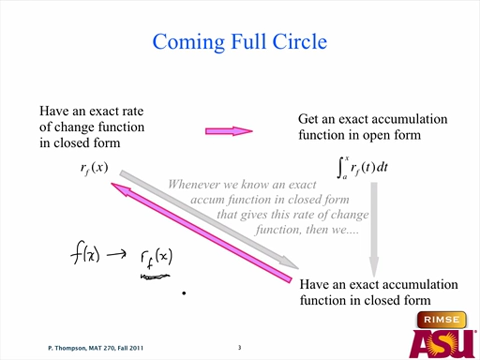 Coming Full Circle
Have an exact rate
of change function
in closed form
r_f(x)
Get an exact accumulation
function in open form
∫_a^x r_f(t)dt
Whenever we know an exact
accum function in closed form
that gives this rate of change
function, then we....
f(x) → r_f(x)
Have an exact accumulation
function in closed form
P. Thompson, MAT 270, Fall 2011
3
RIMSE
ASU